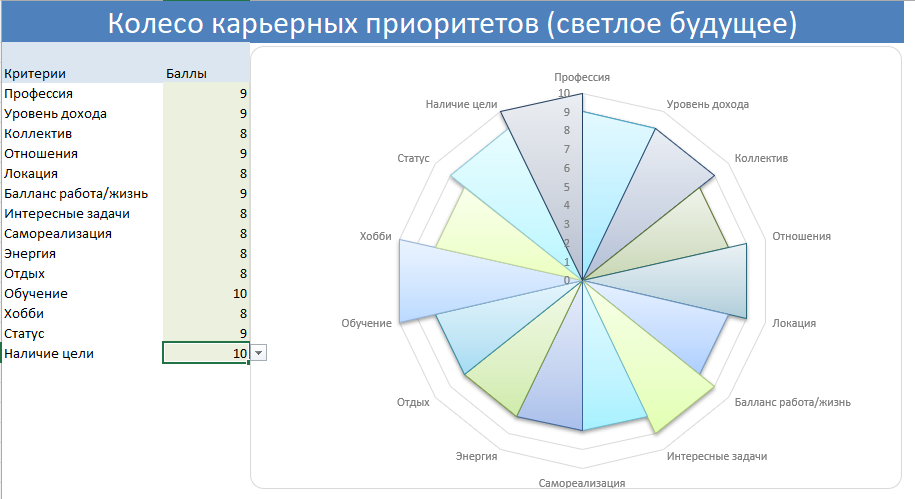 Колесо карьерных приоритетов (светлое будущее)
Критерии Баллы
Профессия 9
Уровень дохода 9
Коллектив 8
Отношения 9
Локация 8
Балланс работа/жизнь 9
Интересные задачи 8
Самореализация 8
Энергия 8
Отдых 8
Обучение 10
Хобби 8
Статус 9
Наличие цели 10
Профессия
Уровень дохода
Коллектив
Отношения
Локация
Балланс работа/жизнь
Интересные задачи
Самореализация
Энергия
Отдых
Обучение
Хобби
Статус
Наличие цели
10
9
8
7
6
5
4
3
2
1
0